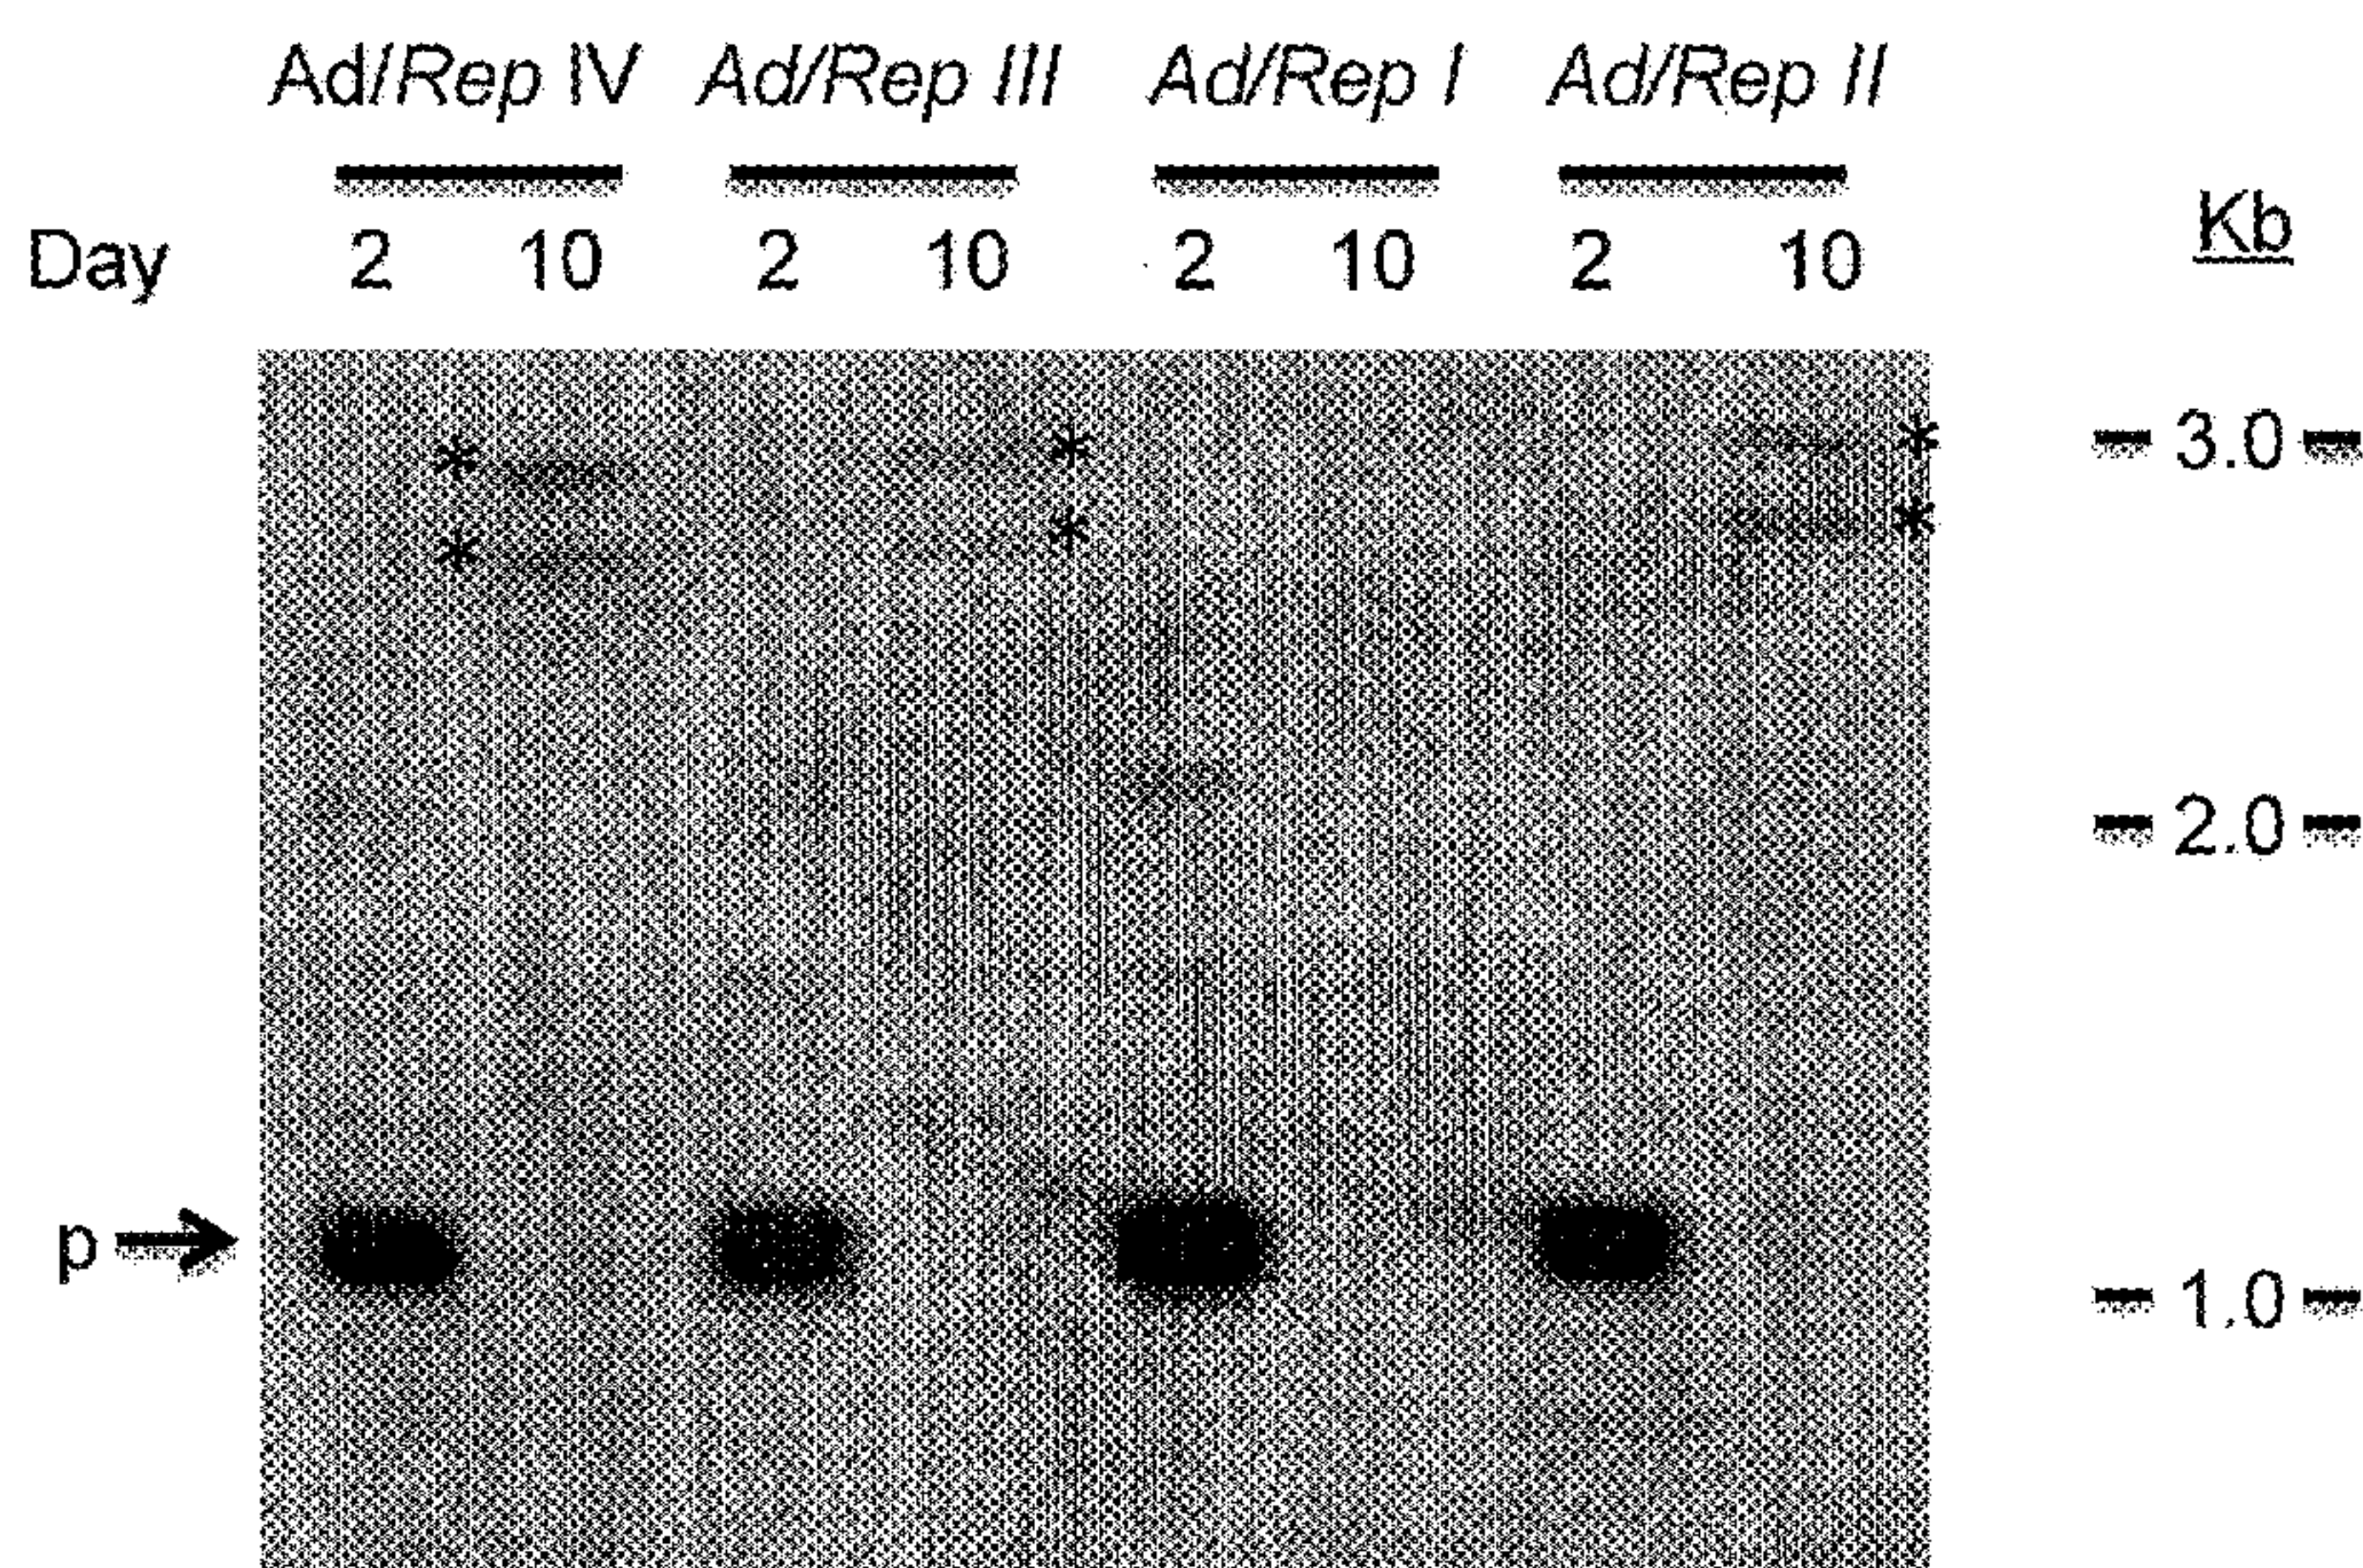 Ad/Rep IV Ad/Rep III Ad/Rep I Ad/Rep II
Day 2 10 2 10 2 10 2 10 Kb
* * *
- 3.0 -
* * *
- 2.0 -
p →
- 1.0 -